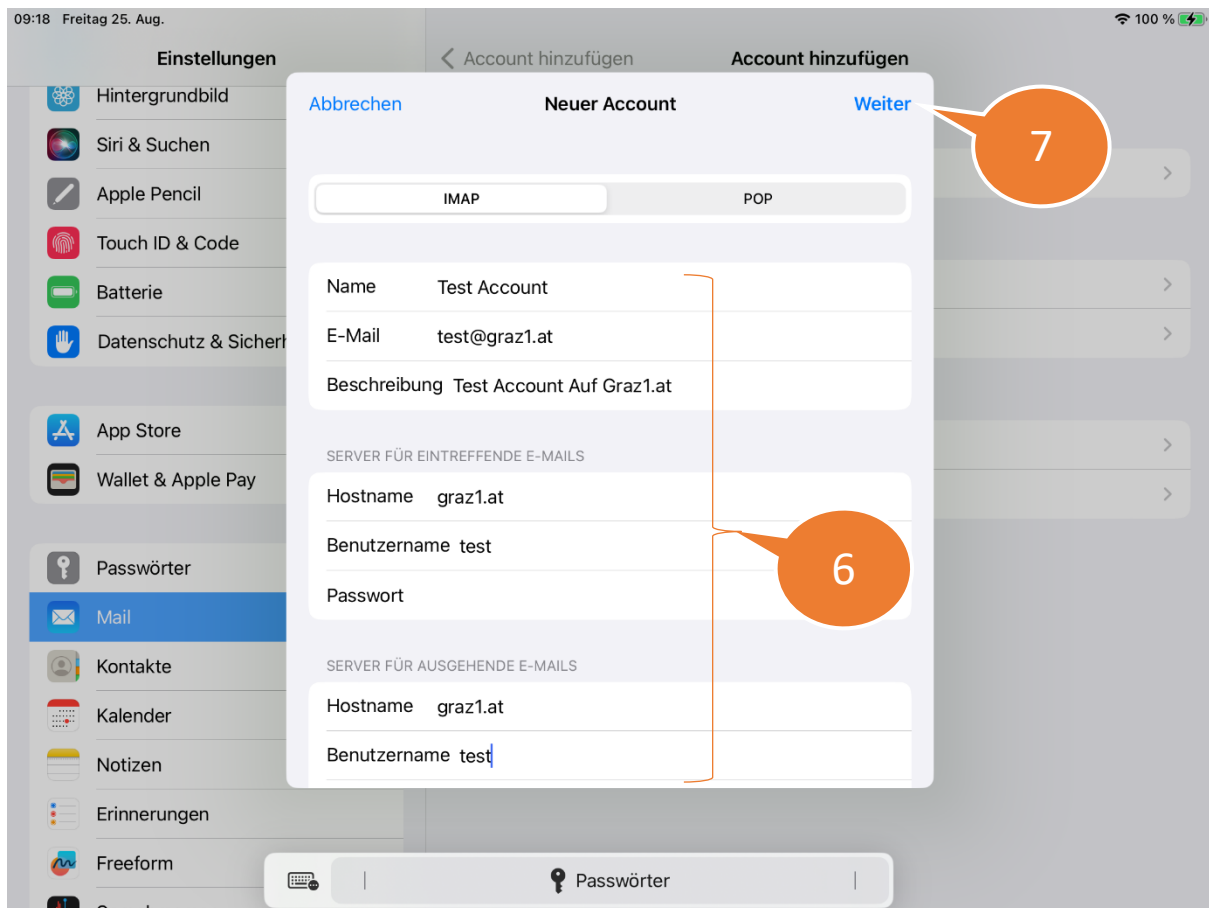 09:18 Freitag 25. Aug.
100 %
Einstellungen
Account hinzufügen
Account hinzufügen
Hintergrundbild
Siri & Suchen
Apple Pencil
Touch ID & Code
Batterie
Datenschutz & Sicherh
App Store
Wallet & Apple Pay
Passwörter
Mail
Kontakte
Kalender
Notizen
Erinnerungen
Freeform
Abbrechen
Neuer Account
Weiter
7
IMAP
POP
Name Test Account
E-Mail test@graz1.at
Beschreibung Test Account Auf Graz1.at
SERVER FÜR EINTREFFENDE E-MAILS
Hostname graz1.at
Benutzername test
Passwort
6
SERVER FÜR AUSGEHENDE E-MAILS
Hostname graz1.at
Benutzername test
Passwörter